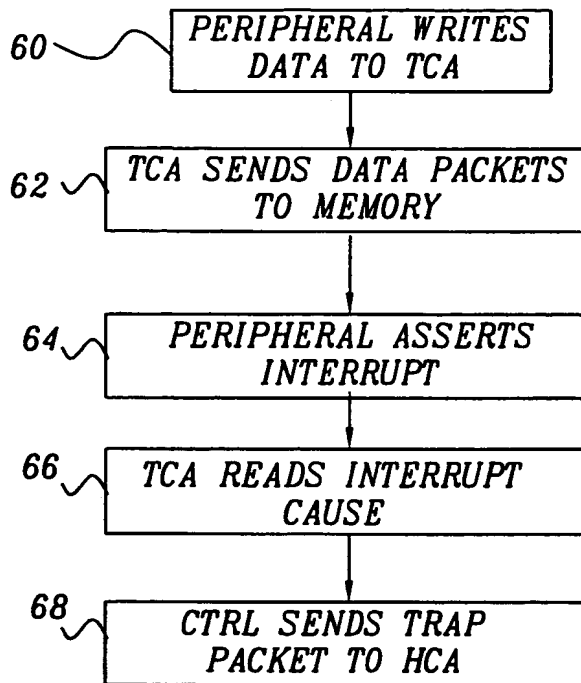 60
PERIPHERAL WRITES
DATA TO TCA
62
TCA SENDS DATA PACKETS
TO MEMORY
64
PERIPHERAL ASSERTS
INTERRUPT
66
TCA READS INTERRUPT
CAUSE
68
CTRL SENDS TRAP
PACKET TO HCA